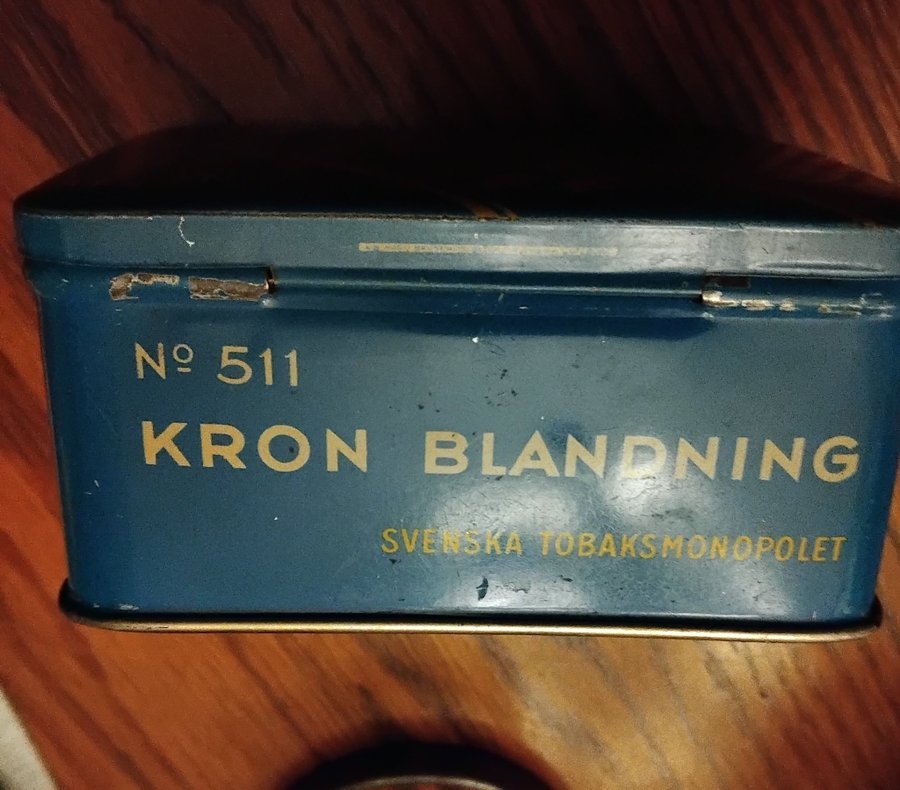 Nº 511
KRON BLANDNING
SVENSKA TOBAKSMONOPOLET